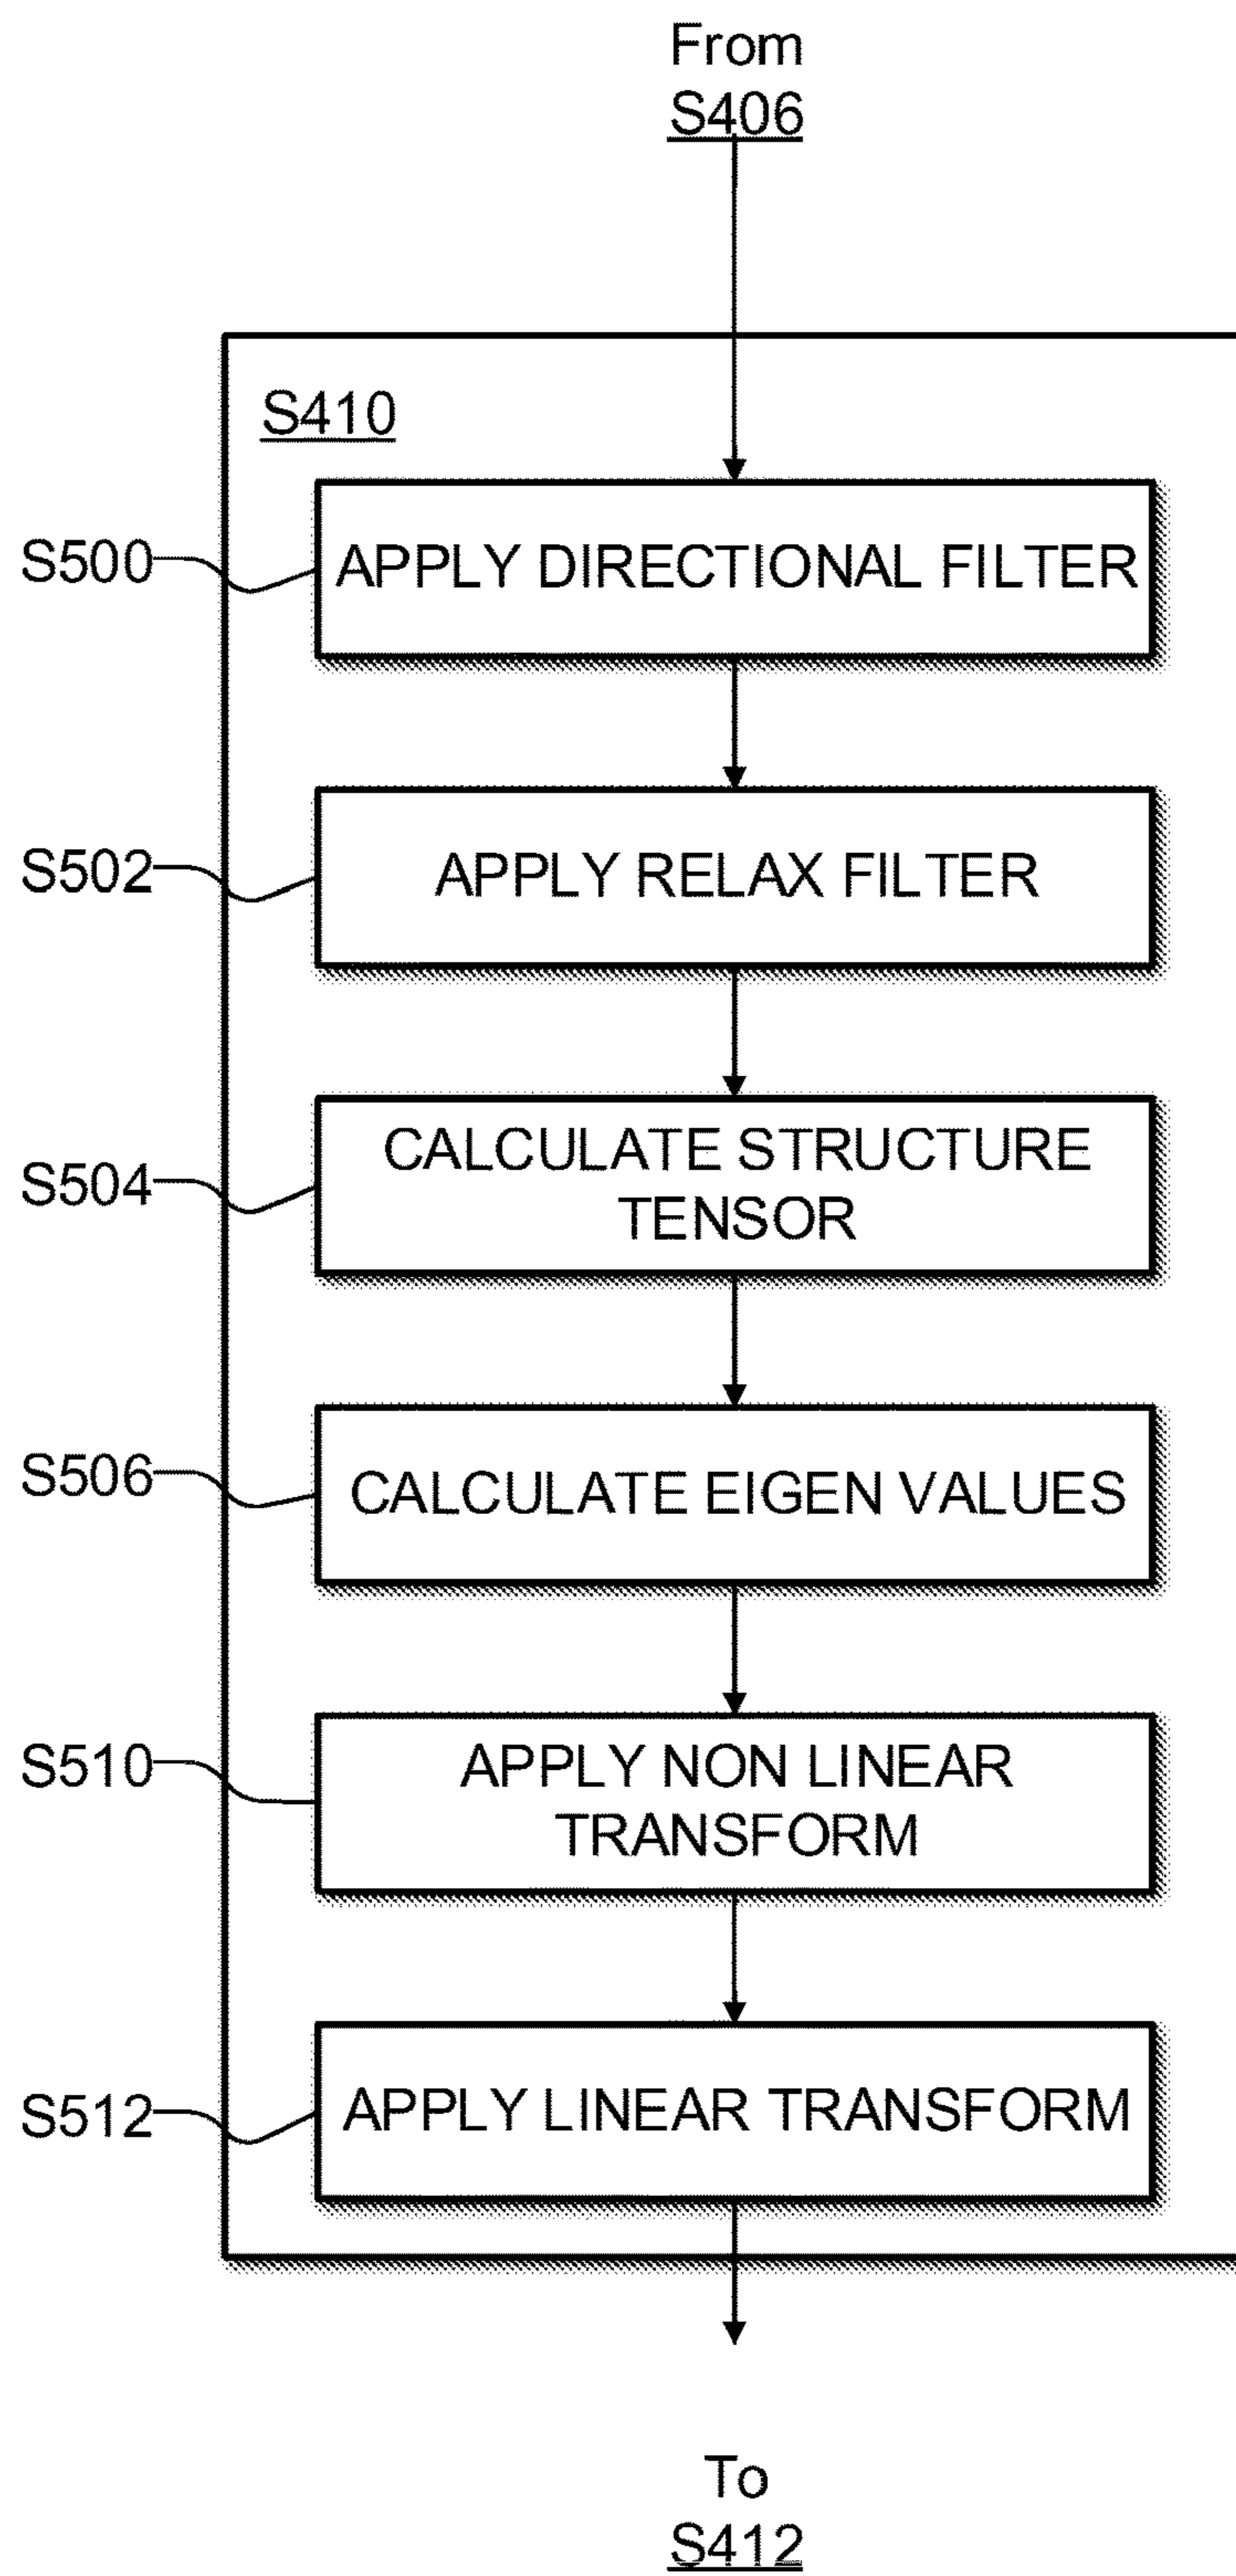 From
S406
S410
S500
APPLY DIRECTIONAL FILTER
S502
APPLY RELAX FILTER
S504
CALCULATE STRUCTURE
TENSOR
S506
CALCULATE EIGEN VALUES
S510
APPLY NON LINEAR
TRANSFORM
S512
APPLY LINEAR TRANSFORM
To
S412